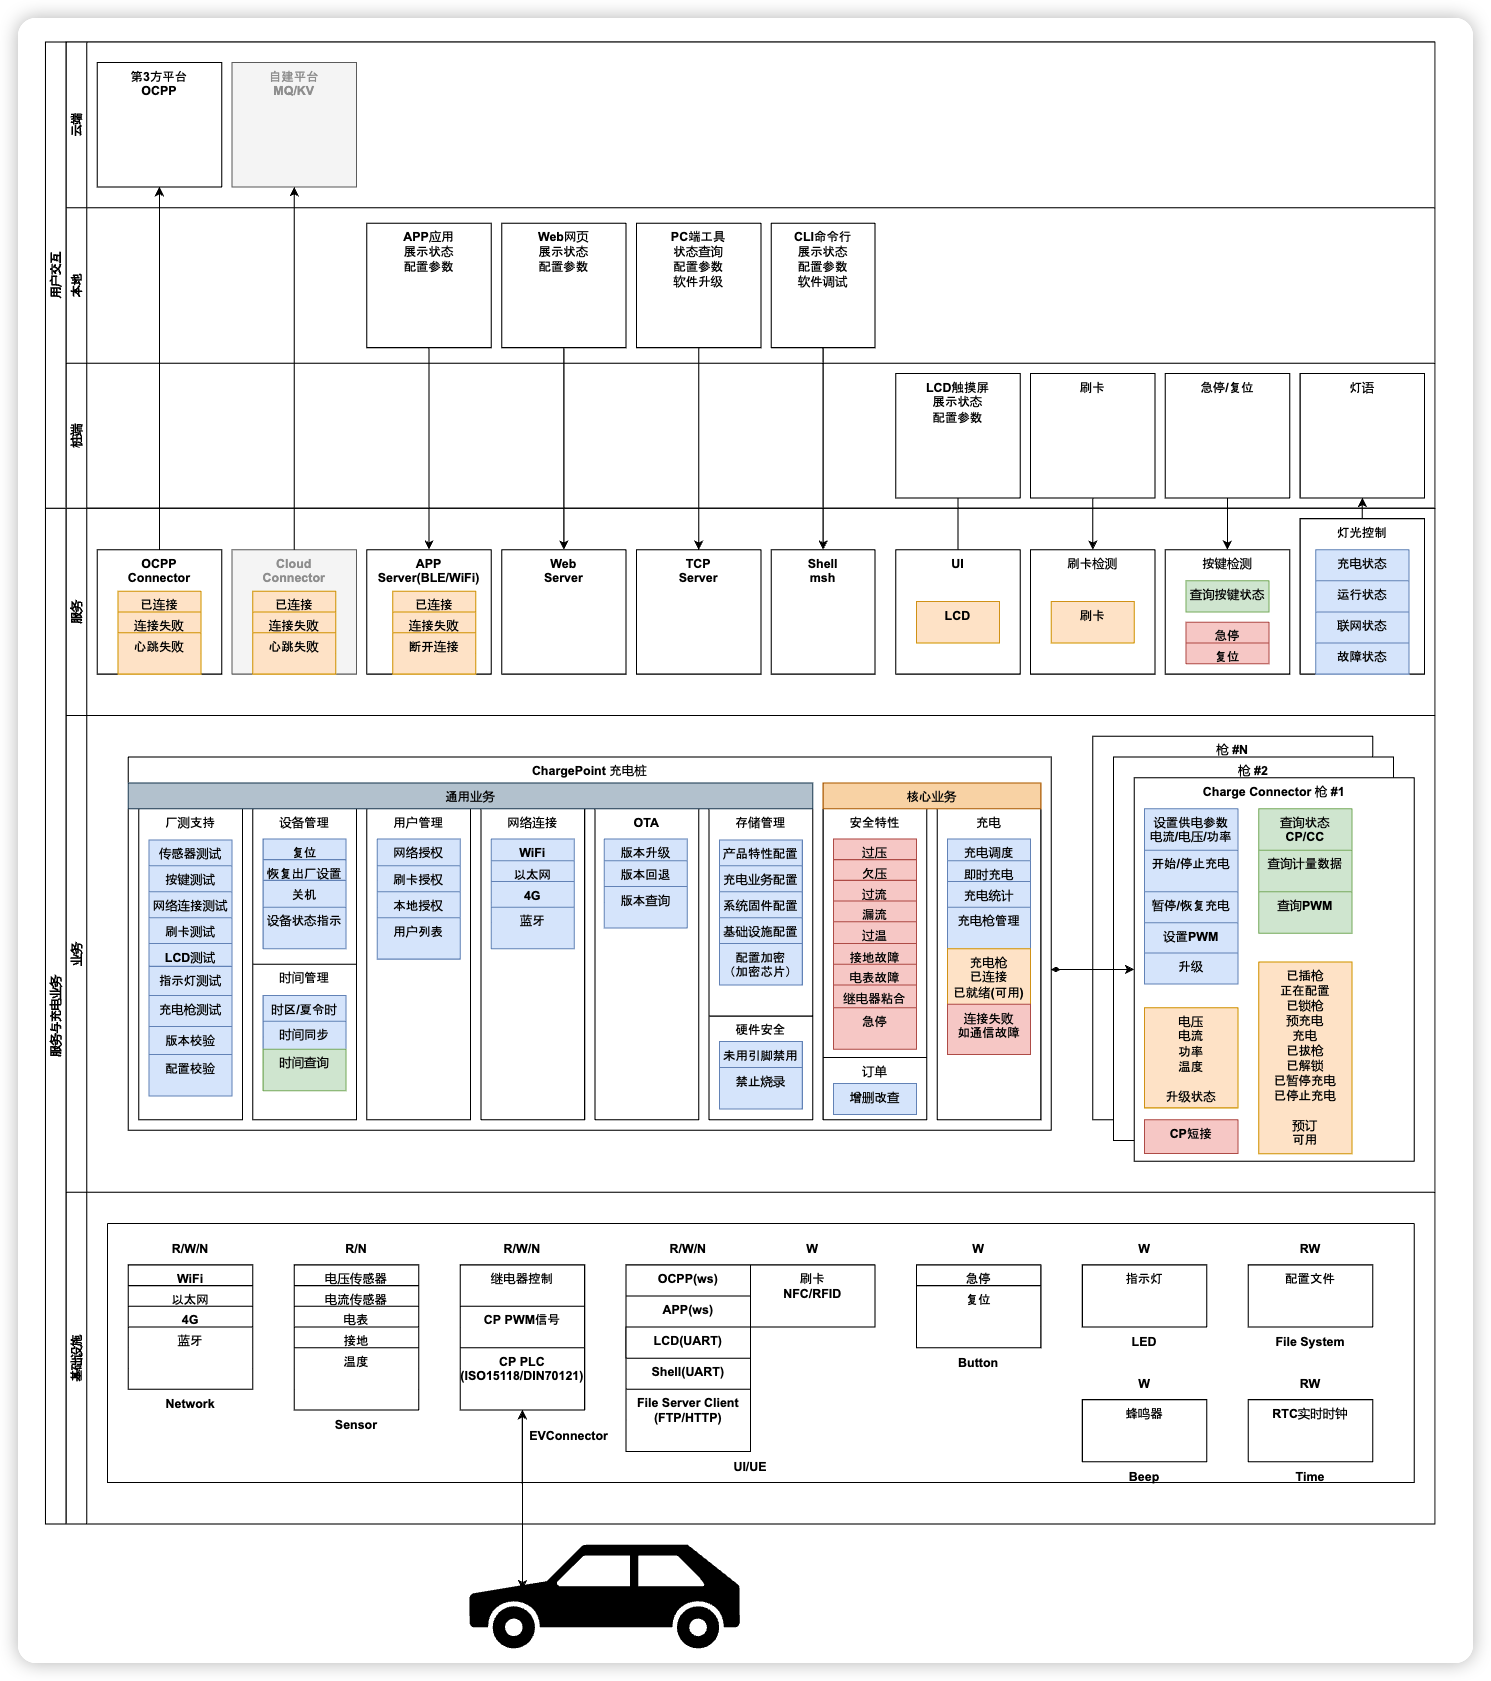 用户交互
云端
第3方平台
OCPP
自建平台
MQ/KV
本地
APP应用
展示状态
配置参数
Web网页
展示状态
配置参数
PC端工具
状态查询
配置参数
软件升级
CLI命令行
展示状态
配置参数
软件调试
桩端
LCD触摸屏
展示状态
配置参数
刷卡
急停/复位
灯语
服务与充电业务
服务
OCPP
Connector
已连接
连接失败
心跳失败
Cloud
Connector
已连接
连接失败
心跳失败
APP
Server(BLE/WiFi)
已连接
连接失败
断开连接
Web
Server
TCP
Server
Shell
msh
UI
LCD
刷卡检测
刷卡
按键检测
查询按键状态
急停
复位
灯光控制
充电状态
运行状态
联网状态
故障状态
业务
ChargePoint 充电桩
通用业务
核心业务
厂测支持
传感器测试
按键测试
网络连接测试
刷卡测试
LCD测试
指示灯测试
充电枪测试
版本校验
配置校验
设备管理
复位
恢复出厂设置
关机
设备状态指示
时间管理
时区/夏令时
时间同步
时间查询
用户管理
网络授权
刷卡授权
本地授权
用户列表
网络连接
WiFi
以太网
4G
蓝牙
OTA
版本升级
版本回退
版本查询
存储管理
产品特性配置
充电业务配置
系统固件配置
基础设施配置
配置加密
(加密芯片)
硬件安全
未用引脚禁用
禁止烧录
安全特性
过压
欠压
过流
漏流
过温
接地故障
电表故障
继电器粘合
急停
订单
增删改查
充电
充电调度
即时充电
充电统计
充电枪管理
充电枪
已连接
已就绪(可用)
连接失败
如通信故障
枪 #N
枪 #2
Charge Connector 枪 #1
设置供电参数
电流/电压/功率
开始/停止充电
暂停/恢复充电
设置PWM
升级
电压
电流
功率
温度
升级状态
CP短接
查询状态
CP/CC
查询计量数据
查询PWM
已插枪
正在配置
已锁枪
预充电
充电
已拔枪
已解锁
已暂停充电
已停止充电
预订
可用
基础设施
R/W/N
WiFi
以太网
4G
蓝牙
Network
R/N
电压传感器
电流传感器
电表
接地
温度
Sensor
R/W/N
继电器控制
CP PWM信号
CP PLC
(ISO15118/DIN70121)
EVConnector
R/W/N
OCPP(ws)
APP(ws)
LCD(UART)
Shell(UART)
File Server Client
(FTP/HTTP)
W
刷卡
NFC/RFID
UI/UE
W
急停
复位
Button
W
指示灯
LED
RW
配置文件
File System
W
蜂鸣器
Beep
RW
RTC实时时钟
Time